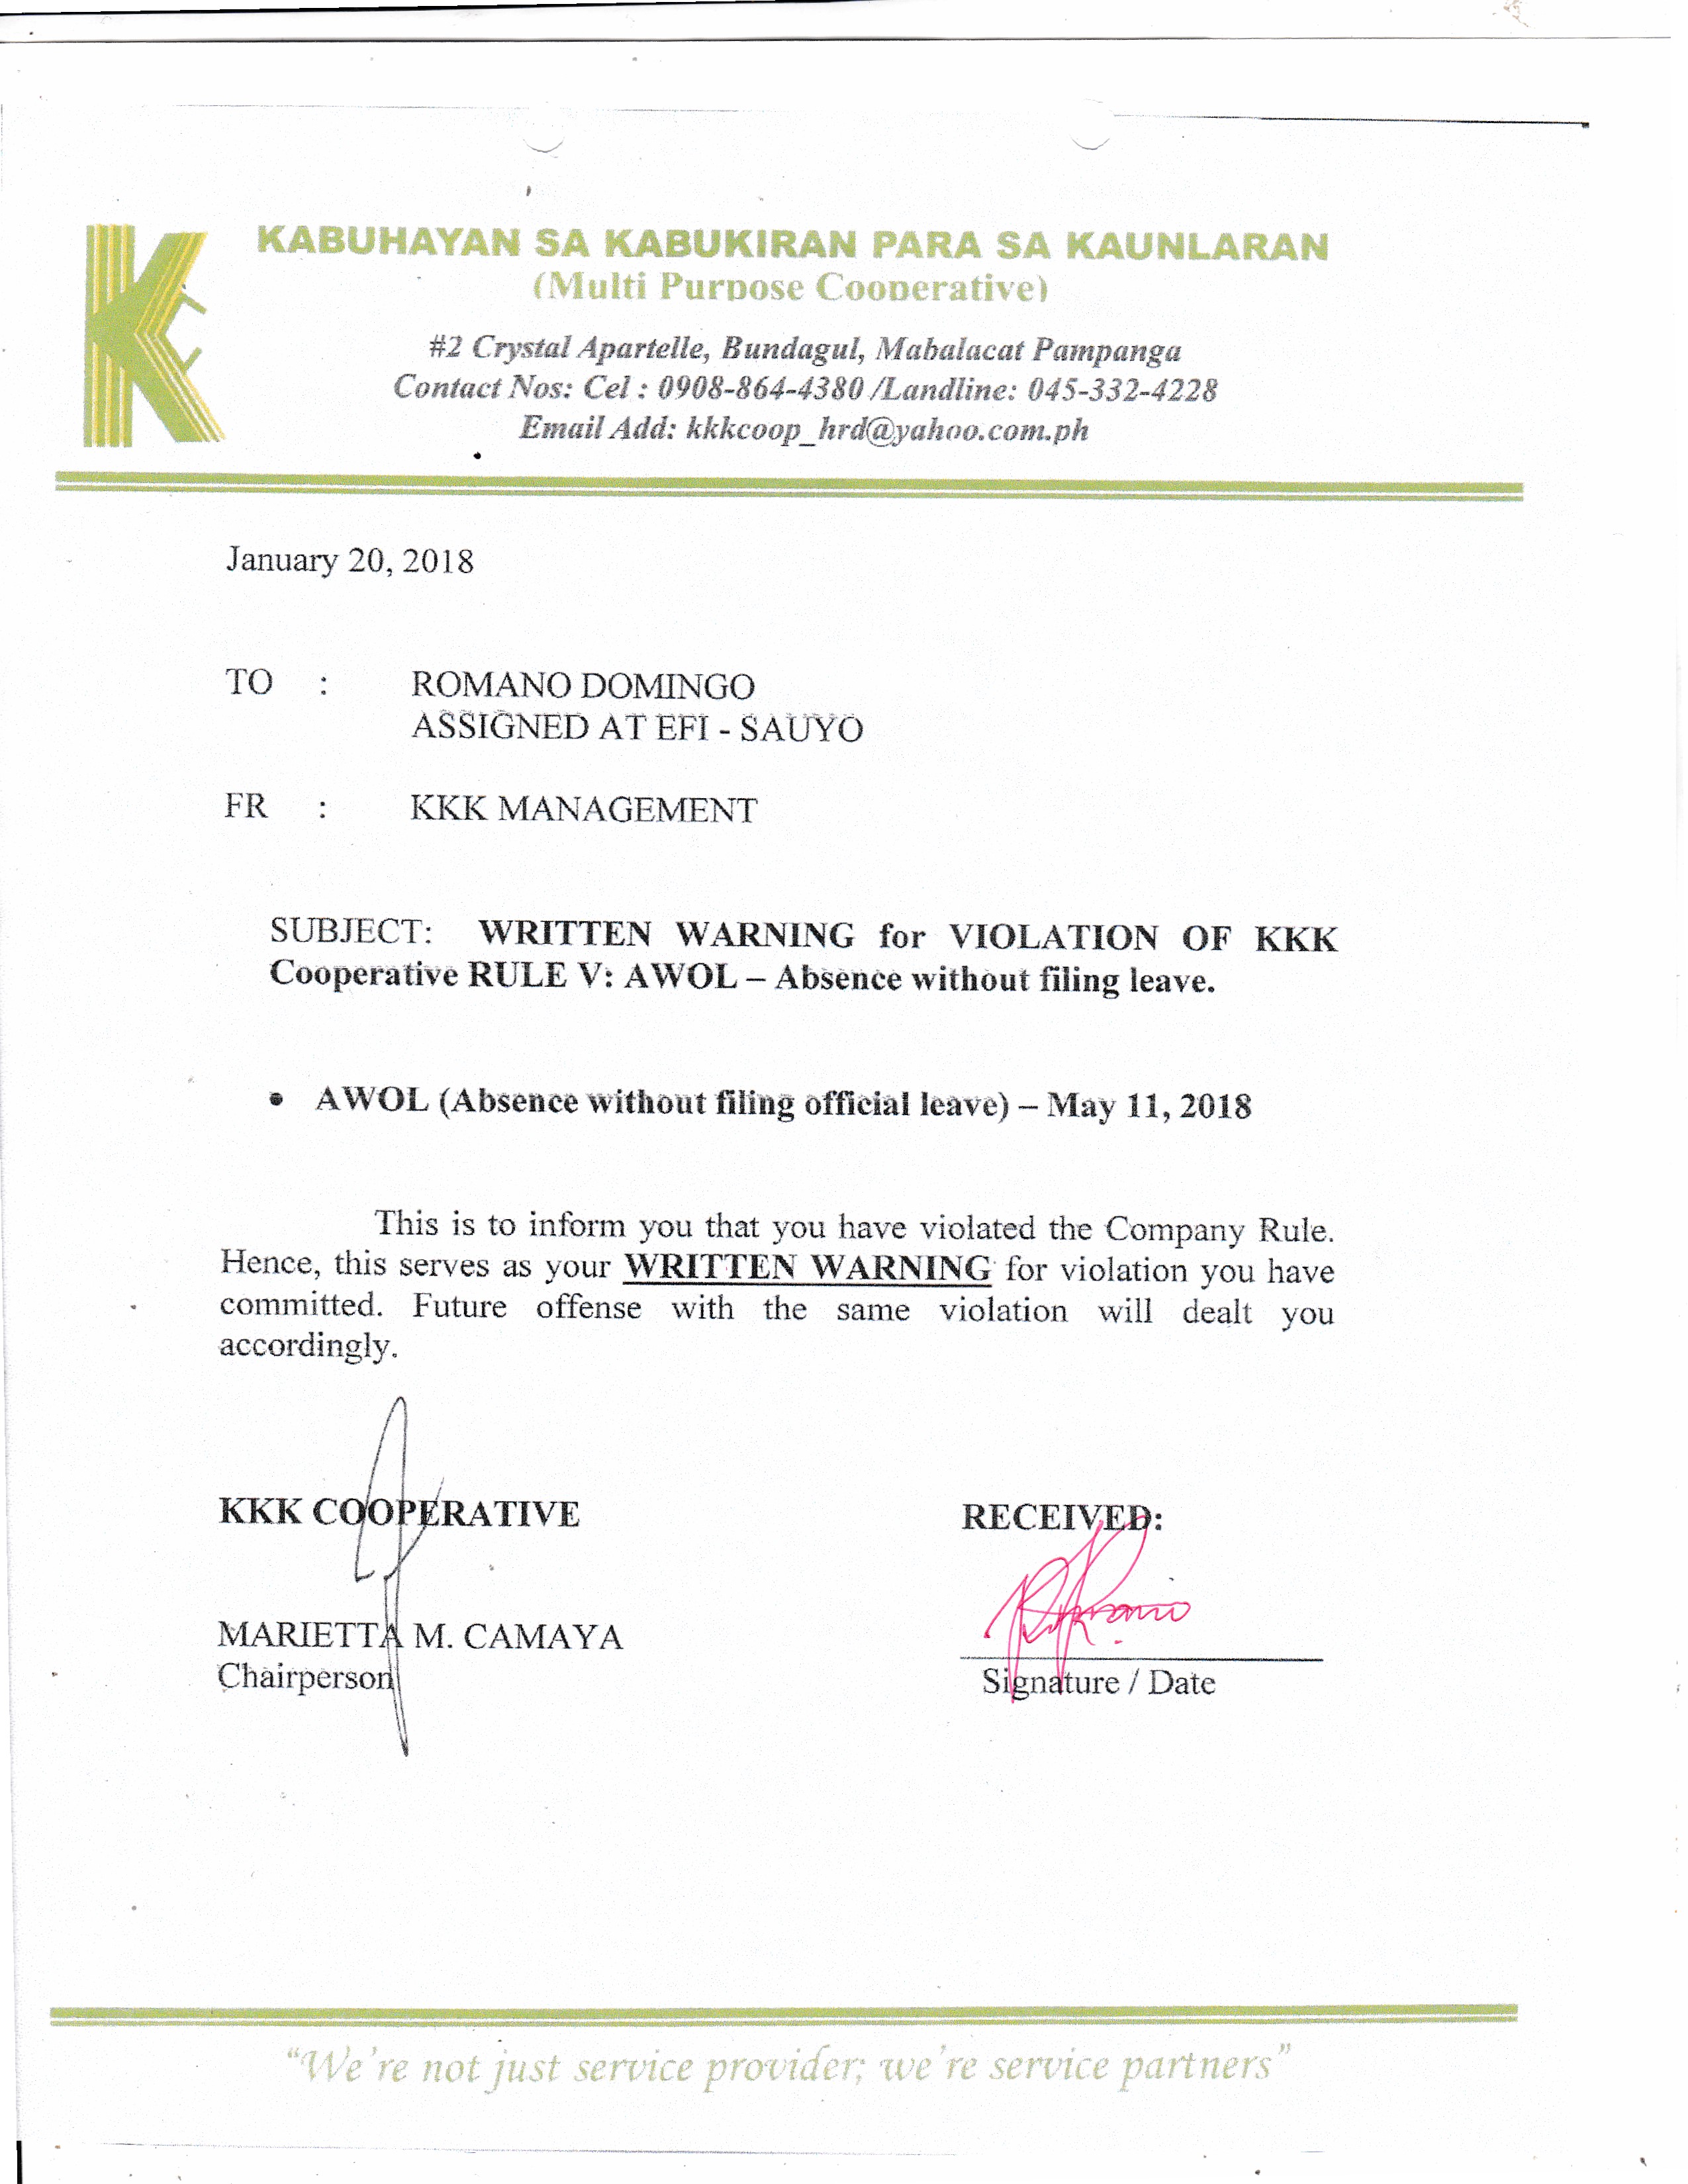 KABUHAYAN SA KABUKIRAN PARA SA KAUNLARAN
(Multi Purpose Cooperative)
#2 Crystal Apartelle, Bundagul, Mabalacat Pampanga
Contact Nos: Cel : 0908-864-4380 /Landline: 045-332-4228
Email Add: kkkcoop_hrd@yahoo.com.ph
January 20, 2018
TO : ROMANO DOMINGO
ASSIGNED AT EFI - SAUYO
FR : KKK MANAGEMENT
SUBJECT: WRITTEN WARNING for VIOLATION OF KKK
Cooperative RULE V: AWOL – Absence without filing leave.
• AWOL (Absence without filing official leave) – May 11, 2018
This is to inform you that you have violated the Company Rule.
Hence, this serves as your WRITTEN WARNING for violation you have
committed. Future offense with the same violation will dealt you
accordingly.
KKK COOPERATIVE
RECEIVED:
MARIETTA M. CAMAYA
Chairperson
Signature / Date
"We're not just service provider; we're service partners"